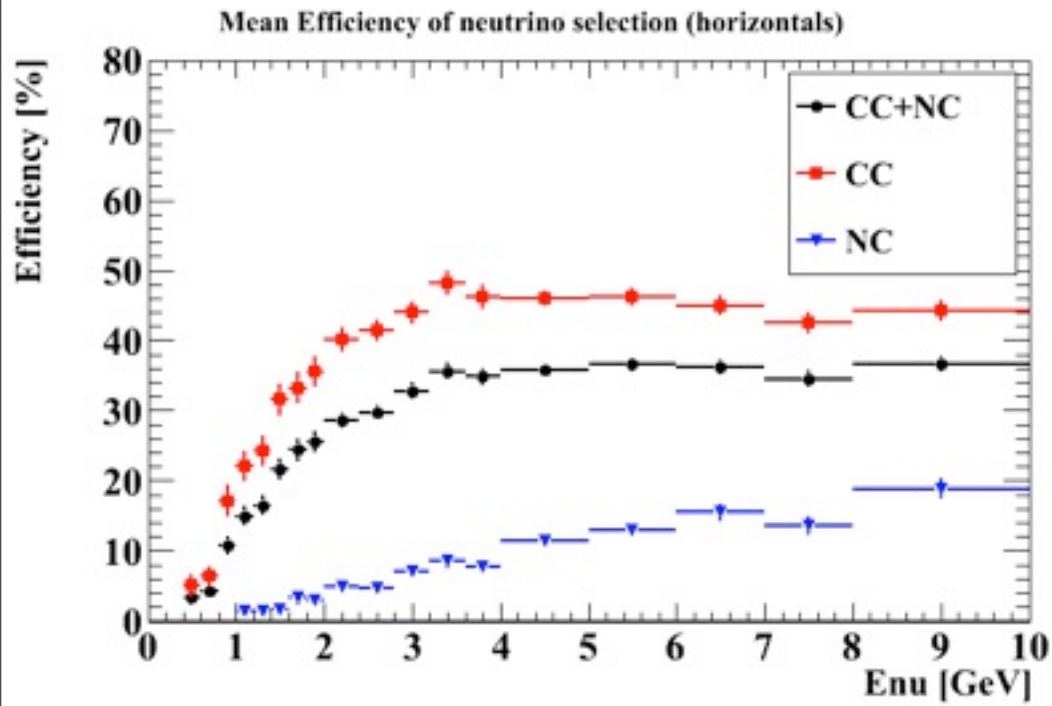 Mean Efficiency of neutrino selection (horizontals)
Efficiency [%]
80
70
60
50
40
30
20
10
0
CC+NC
CC
NC
0 1 2 3 4 5 6 7 8 9 10
Enu [GeV]